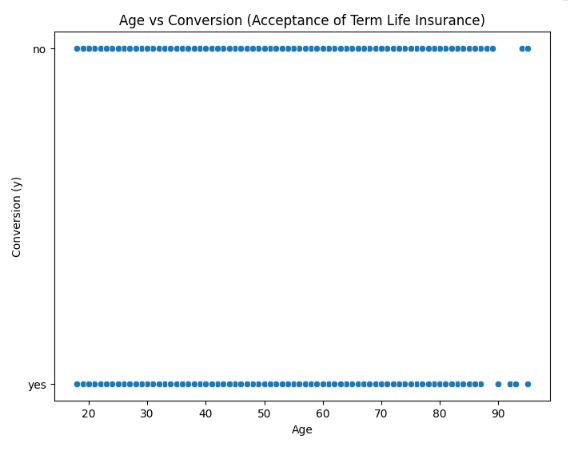 Age vs Conversion (Acceptance of Term Life Insurance)
no
Conversion (y)
yes
20 30 40 50 60 70 80 90
Age